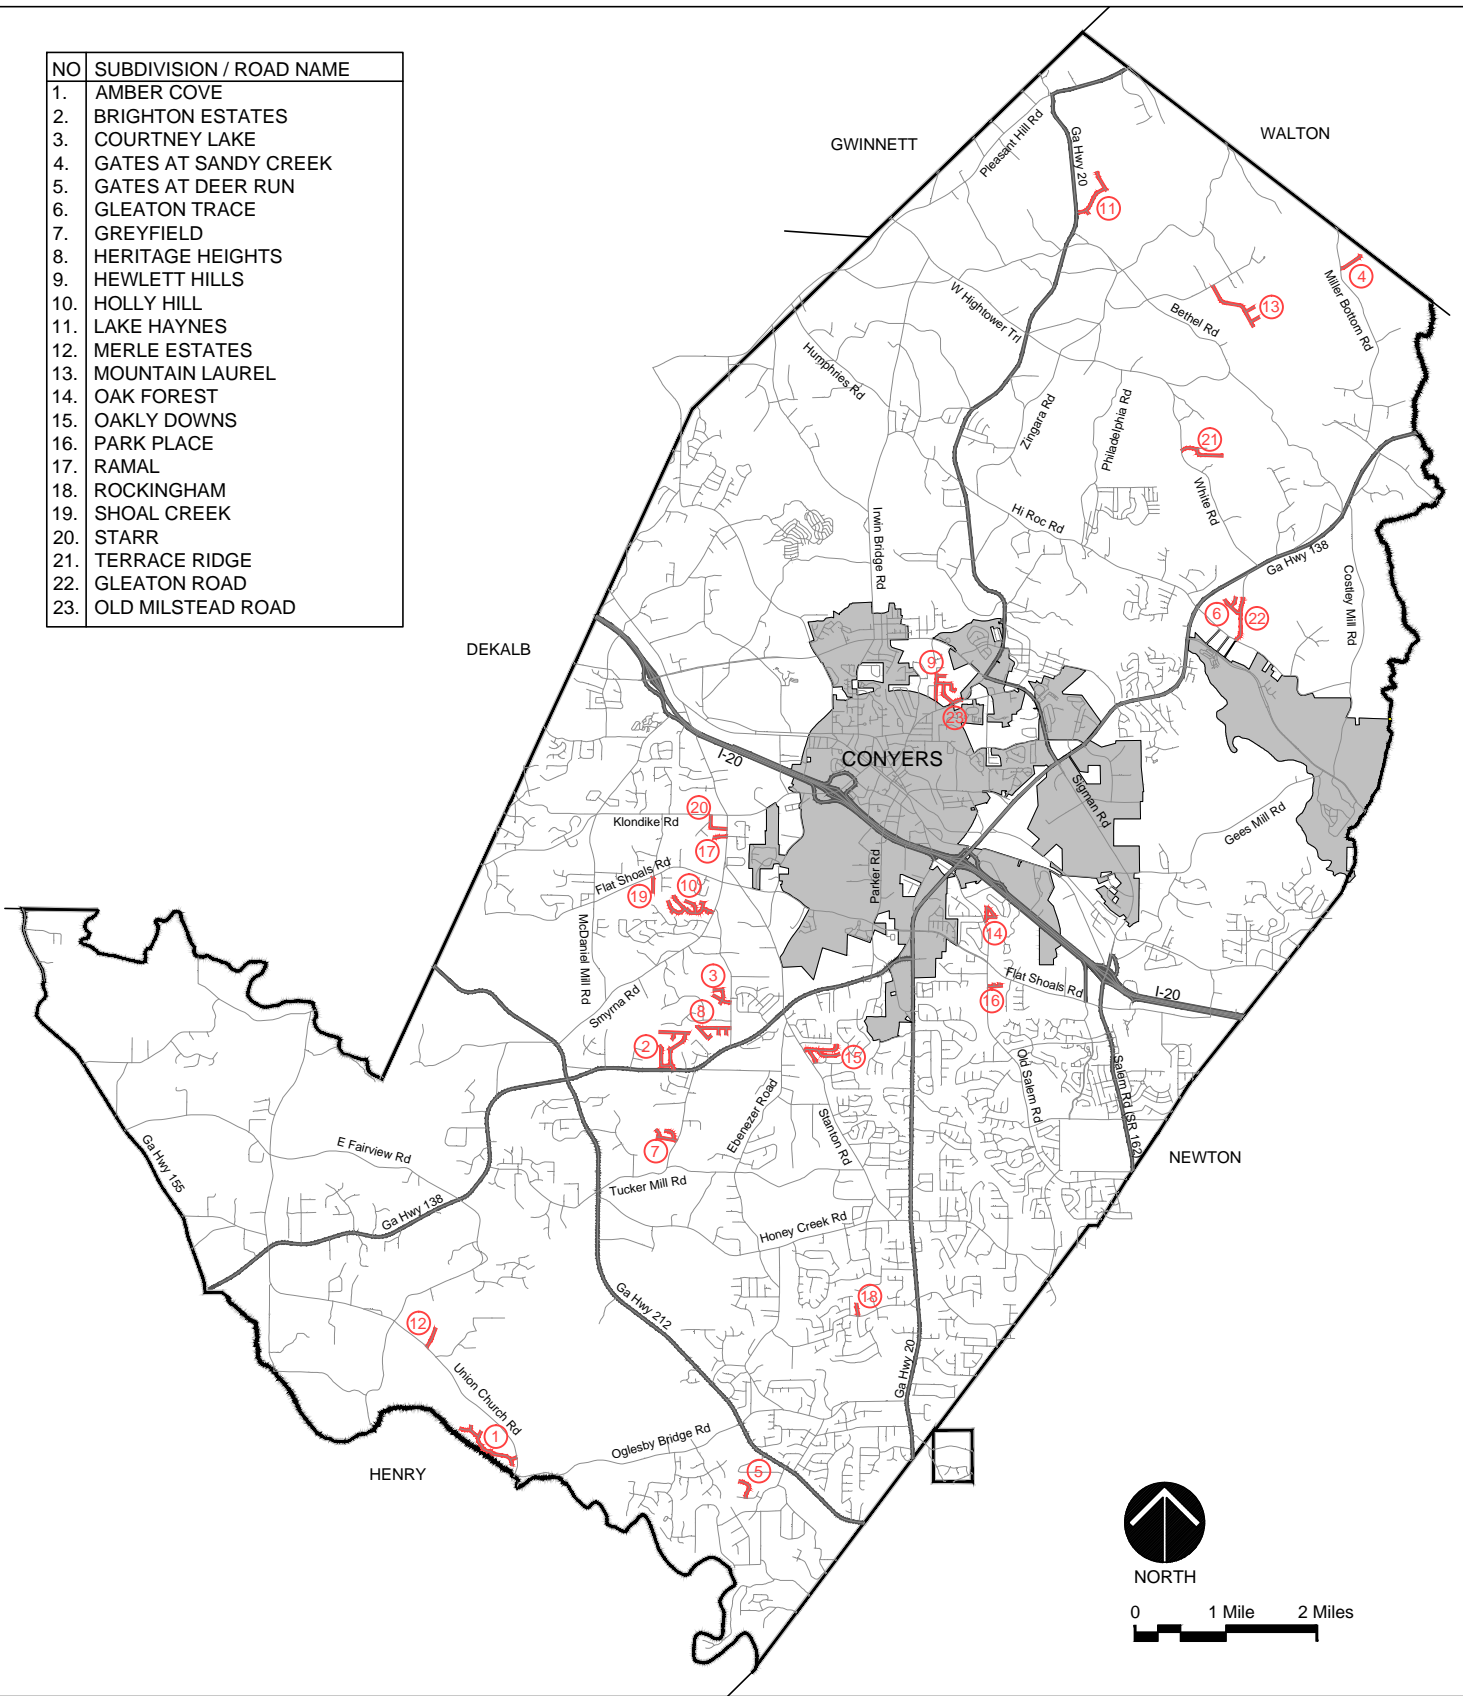 NO SUBDIVISION / ROAD NAME
1. AMBER COVE
2. BRIGHTON ESTATES
3. COURTNEY LAKE
4. GATES AT SANDY CREEK
5. GATES AT DEER RUN
6. GLEATON TRACE
7. GREYFIELD
8. HERITAGE HEIGHTS
9. HEWLETT HILLS
10. HOLLY HILL
11. LAKE HAYNES
12. MERLE ESTATES
13. MOUNTAIN LAUREL
14. OAK FOREST
15. OAKLY DOWNS
16. PARK PLACE
17. RAMAL
18. ROCKINGHAM
19. SHOAL CREEK
20. STARR
21. TERRACE RIDGE
22. GLEATON ROAD
23. OLD MILSTEAD ROAD
GWINNETT
WALTON
Pleasant Hill Rd
Ga Hwy 20
11
4
Miller Bottom Rd
13
W Hightower Trl
Bethel Rd
Humphries Rd
Zingara Rd
Philadelphia Rd
21
White Rd
Hi Roc Rd
Irwin Bridge Rd
Ga Hwy 138
Costley Mill Rd
6
22
DEKALB
9
23
I-20
CONYERS
Sigman Rd
20
Klondike Rd
17
Gees Mill Rd
Flat Shoals Rd
Parker Rd
10
19
McDaniel Mill Rd
14
3
Flat Shoals Rd
I-20
16
Smyrna Rd
8
2
15
Old Salem Rd
Salem Rd (SR 162)
Ebenezer Road
Stanton Rd
7
E Fairview Rd
Ga Hwy 155
NEWTON
Tucker Mill Rd
Ga Hwy 138
Honey Creek Rd
Ga Hwy 212
18
12
Ga Hwy 20
Union Church Rd
1
Oglesby Bridge Rd
HENRY
5
NORTH
0 1 Mile 2 Miles